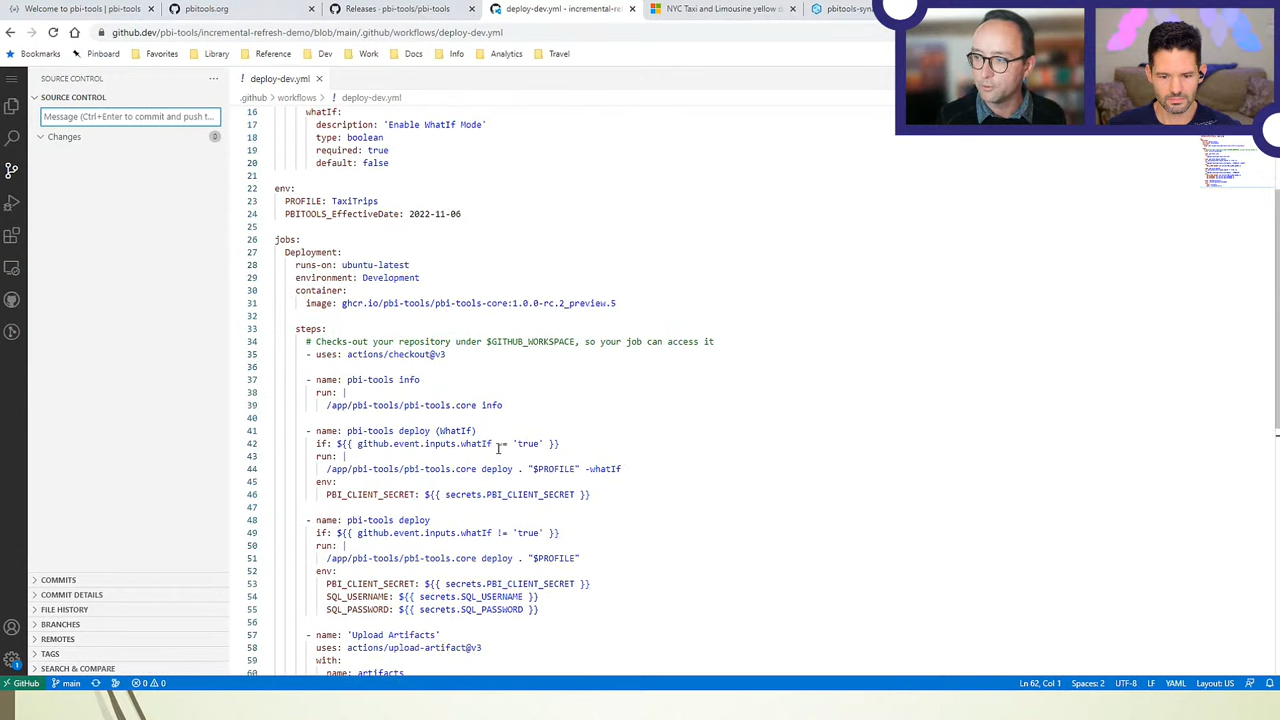 Welcome to pbi-tools | pbi-tools
pbitools.org
Releases · pbi-tools/pbi-tools
deploy-dev.yml - incremental-ref
NYC Taxi and Limousine yellow
pbitools-syn
.github.dev/pbi-tools/incremental-refresh-demo/blob/main/.github/workflows/deploy-dev.yml
Bookmarks
Pinboard
Favorites
Library
Reference
Dev
Work
Docs
Info
Analytics
Travel
SOURCE CONTROL
···
SOURCE CONTROL
Message (Ctrl+Enter to commit and push t...
Changes
0
COMMITS
COMMIT DETAILS
FILE HISTORY
BRANCHES
REMOTES
TAGS
SEARCH & COMPARE
deploy-dev.yml
.github > workflows > deploy-dev.yml
16 whatIf:
17 description: 'Enable WhatIf Mode'
18 type: boolean
19 required: true
20 default: false
21
22 env:
23 PROFILE: TaxiTrips
24 PBITOOLS_EffectiveDate: 2022-11-06
25
26 jobs:
27 Deployment:
28 runs-on: ubuntu-latest
29 environment: Development
30 container:
31 image: ghcr.io/pbi-tools/pbi-tools-core:1.0.0-rc.2_preview.5
32
33 steps:
34 # Checks-out your repository under $GITHUB_WORKSPACE, so your job can access it
35 - uses: actions/checkout@v3
36
37 - name: pbi-tools info
38 run: |
39 /app/pbi-tools/pbi-tools.core info
40
41 - name: pbi-tools deploy (WhatIf)
42 if: ${{ github.event.inputs.whatIf == 'true' }}
43 run: |
44 /app/pbi-tools/pbi-tools.core deploy . "$PROFILE" -whatIf
45 env:
46 PBI_CLIENT_SECRET: ${{ secrets.PBI_CLIENT_SECRET }}
47
48 - name: pbi-tools deploy
49 if: ${{ github.event.inputs.whatIf != 'true' }}
50 run: |
51 /app/pbi-tools/pbi-tools.core deploy . "$PROFILE"
52 env:
53 PBI_CLIENT_SECRET: ${{ secrets.PBI_CLIENT_SECRET }}
54 SQL_USERNAME: ${{ secrets.SQL_USERNAME }}
55 SQL_PASSWORD: ${{ secrets.SQL_PASSWORD }}
56
57 - name: 'Upload Artifacts'
58 uses: actions/upload-artifact@v3
59 with:
60 name: artifacts
1
GitHub
main
0
0
Ln 62, Col 1
Spaces: 2
UTF-8
LF
YAML
Layout: US